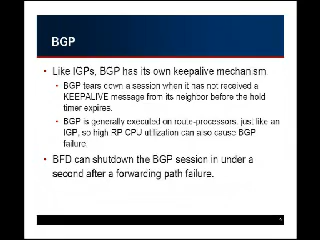 BGP
• Like IGPs, BGP has its own keepalive mechanism
• BGP tears down a session when it has not received a
KEEPALIVE message from its neighbor before the hold
timer expires.
• BGP is generally executed on route-processors, just like an
IGP, so high RP CPU utilization can also cause BGP
failure.
• BFD can shutdown the BGP session in under a
second after a forwarding path failure.